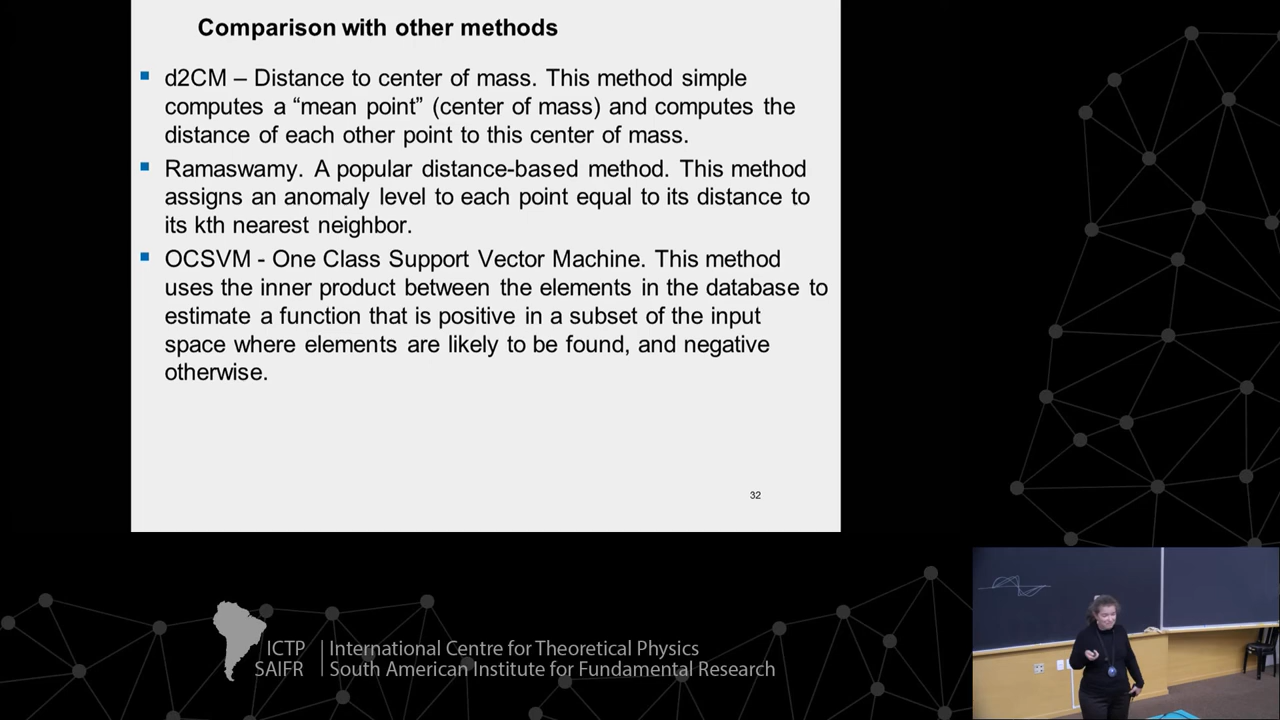 Comparison with other methods
d2CM – Distance to center of mass. This method simple
computes a “mean point” (center of mass) and computes the
distance of each other point to this center of mass.
Ramaswamy. A popular distance-based method. This method
assigns an anomaly level to each point equal to its distance to
its kth nearest neighbor.
OCSVM - One Class Support Vector Machine. This method
uses the inner product between the elements in the database to
estimate a function that is positive in a subset of the input
space where elements are likely to be found, and negative
otherwise.
32
ICTP
SAIFR
International Centre for Theoretical Physics
South American Institute for Fundamental Research